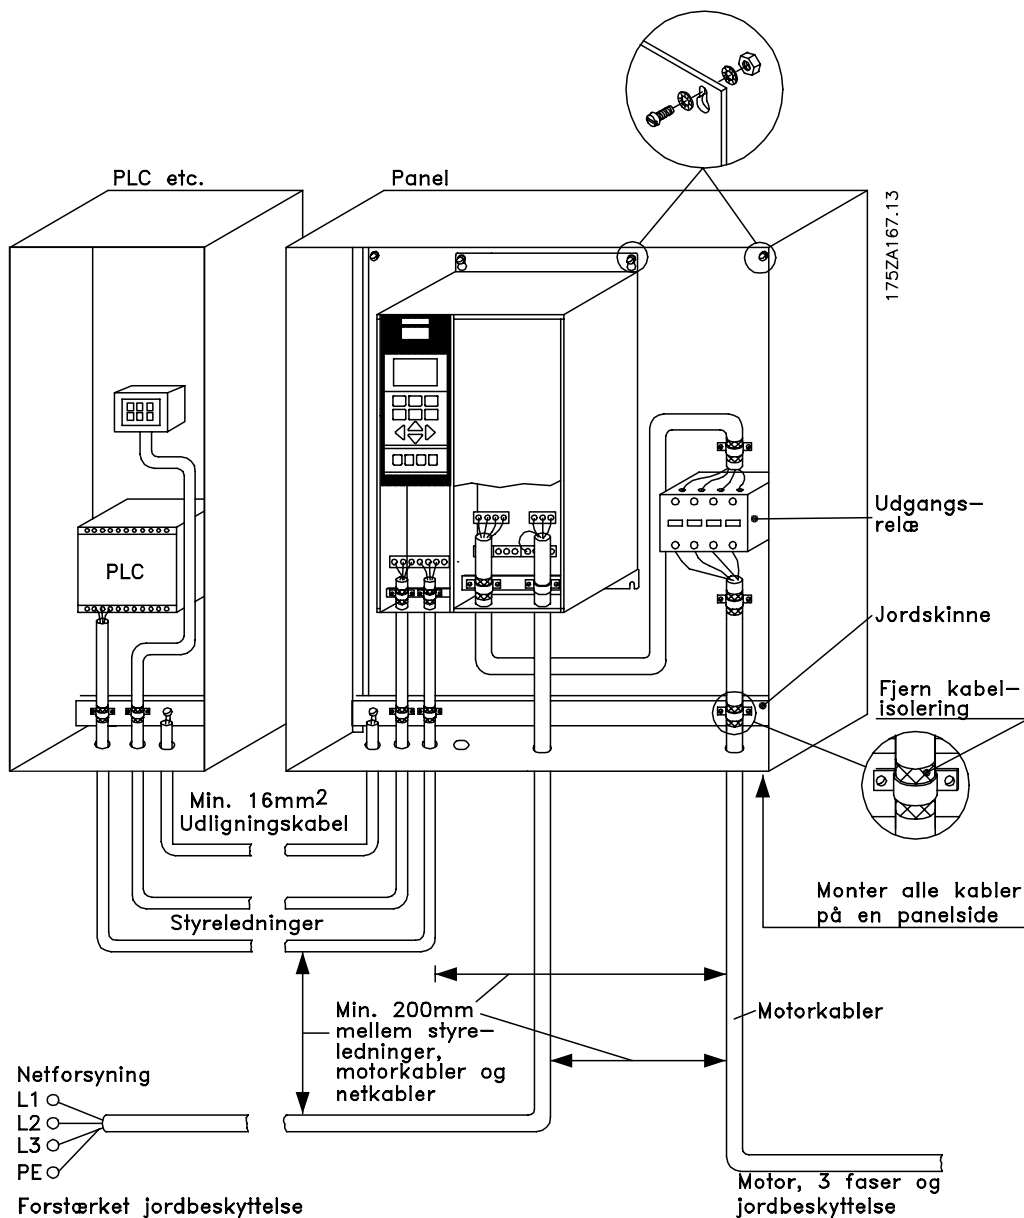 PLC etc.
Panel
175ZA167.13
PLC
Udgangs-
relæ
Jordskinne
Fjern kabel-
isolering
Min. 16mm2
Udligningskabel
Monter alle kabler
på en panelside
Styreledninger
Min. 200mm
mellem styre-
ledninger,
motorkabler og
netkabler
Motorkabler
Netforsyning
L1
L2
L3
PE
Forstærket jordbeskyttelse
Motor, 3 faser og
jordbeskyttelse